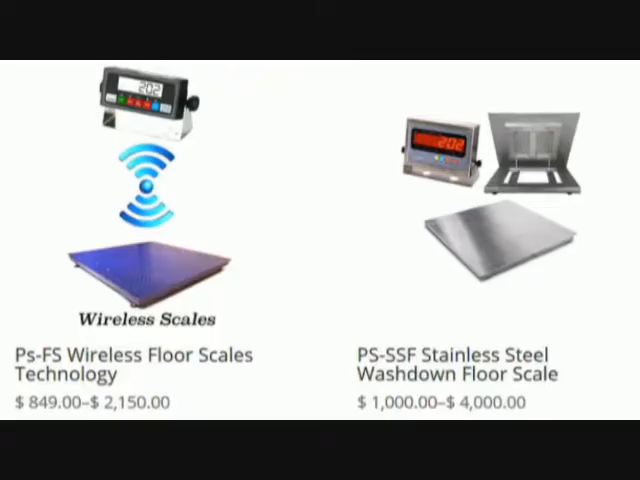 202
202
Wireless Scales
Ps-FS Wireless Floor Scales
Technology
$ 849.00–$ 2,150.00
PS-SSF Stainless Steel
Washdown Floor Scale
$ 1,000.00–$ 4,000.00